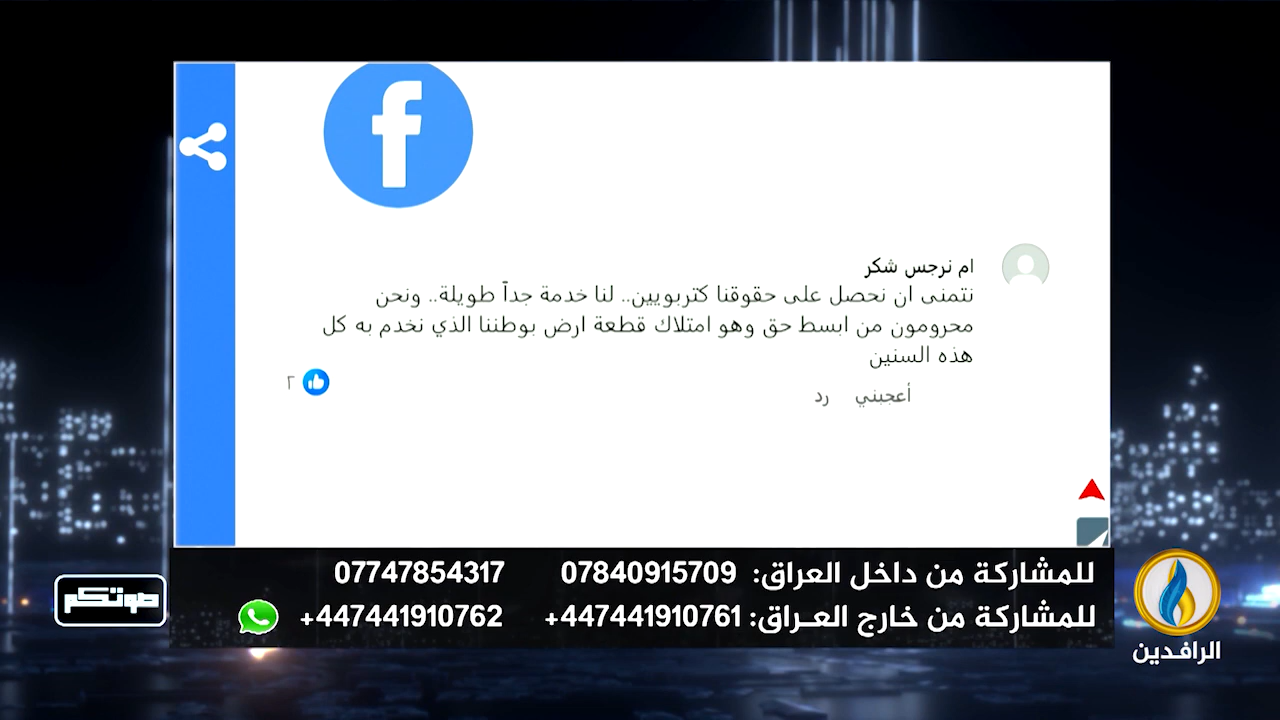 f
ام نرجس شكر
نتمنى ان نحصل على حقوقنا كتربويين.. لنا خدمة جداً طويلة.. ونحن
محرومون من ابسط حق وهو امتلاك قطعة ارض بوطننا الذي نخدم به كل
هذه السنين
٢
أعجبني رد
للمشاركة من داخل العراق: 07840915709 07747854317
للمشاركة من خارج العـراق: 447441910761+ 447441910762+
صوتكم
الرافـدين